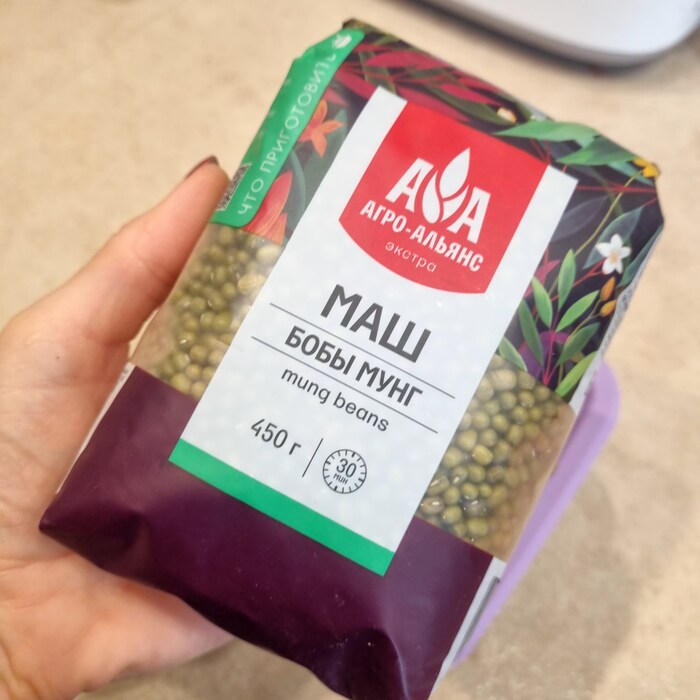 ЧТО ПРИГОТОВИТЬ
АА
АГРО-АЛЬЯНС
экстра
МАШ
БОБЫ МУНГ
mung beans
450 г
30
мин